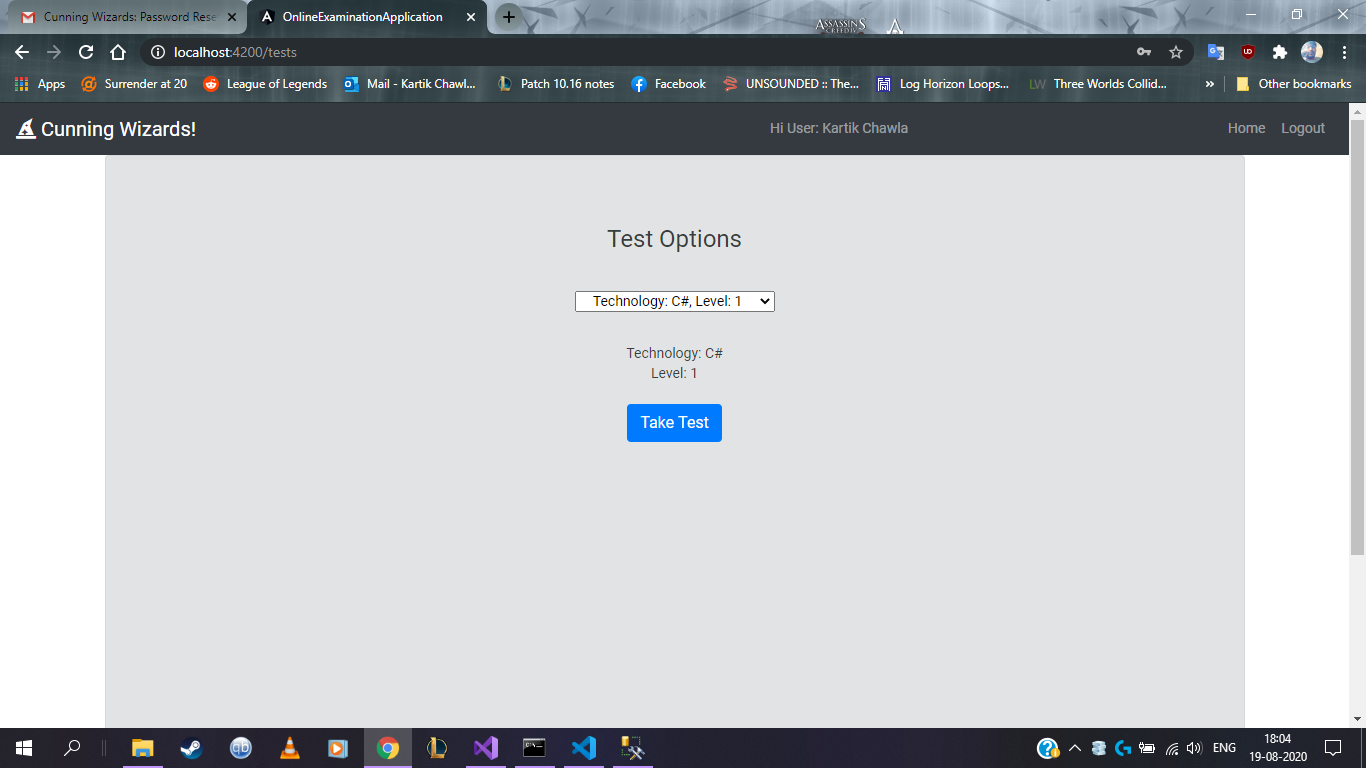 Cunning Wizards: Password Rese
OnlineExaminationApplication
ASSASSIN'S
CREED IV
localhost:4200/tests
Apps
Surrender at 20
League of Legends
Mail - Kartik Chawl...
Patch 10.16 notes
Facebook
UNSOUNDED :: The...
Log Horizon Loops...
LW
Three Worlds Collid...
»
Other bookmarks
Cunning Wizards!
Hi User: Kartik Chawla
Home
Logout
Test Options
Technology: C#, Level: 1
Technology: C#
Level: 1
Take Test
ENG
18:04
19-08-2020